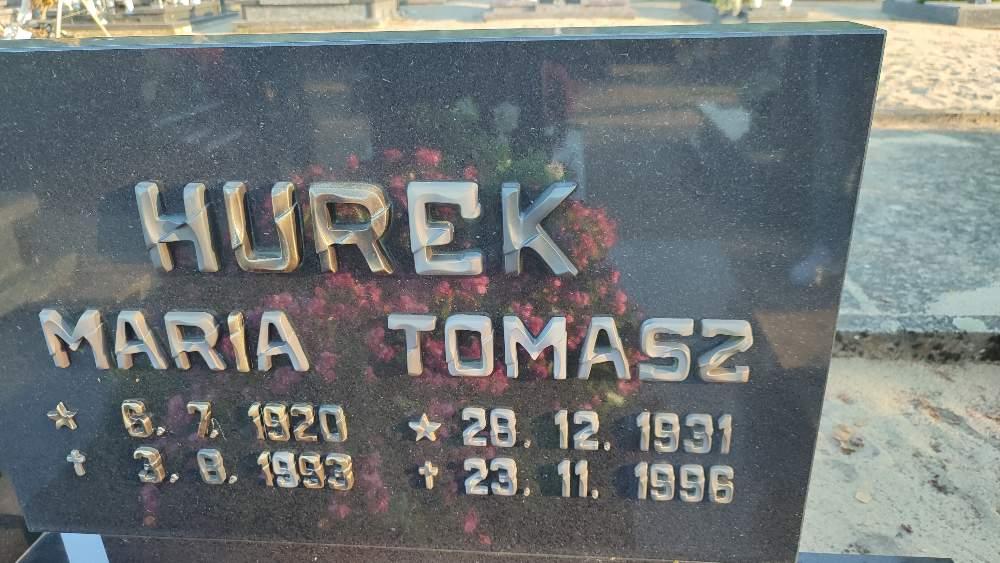 HUREK
MARIA TOMASZ
6. 7. 1920 28. 12. 1931
3. 8. 1993 23. 11. 1996